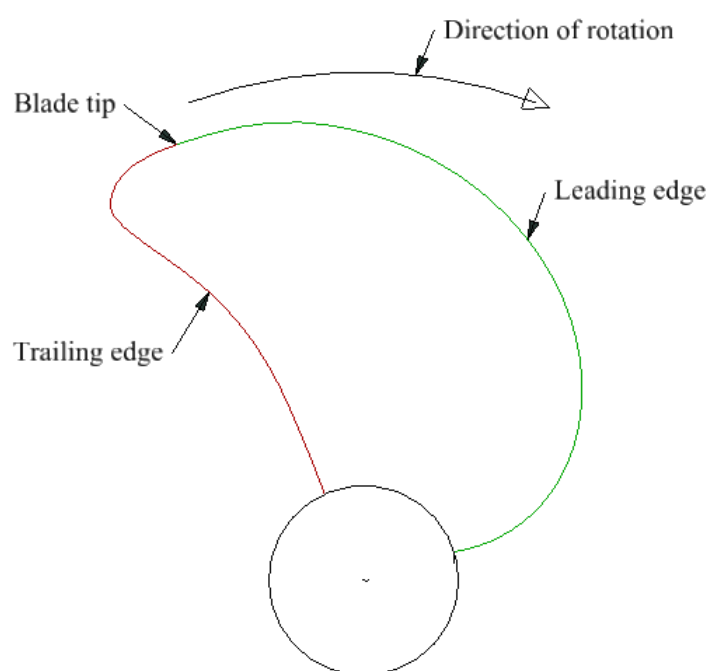 Direction of rotation
Blade tip
Leading edge
Trailing edge